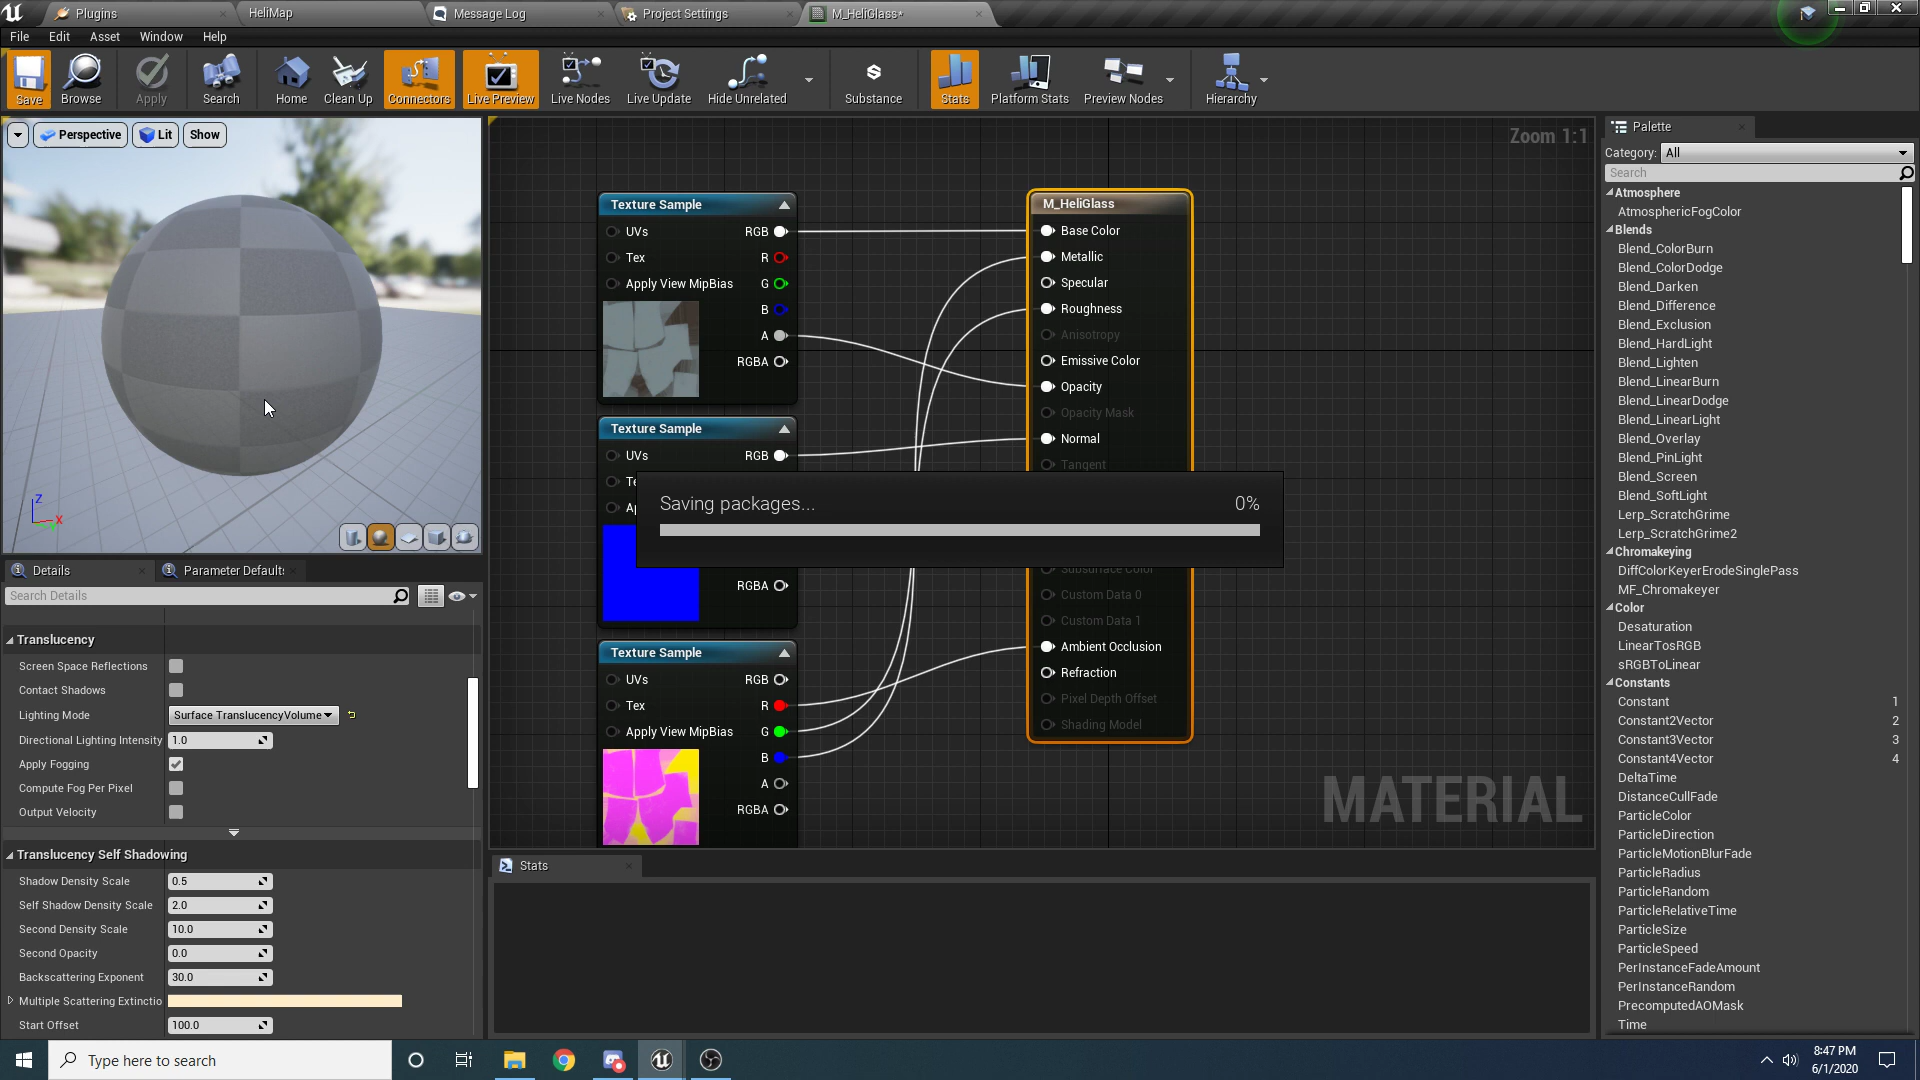 Plugins
HeliMap
Message Log
Project Settings
M_HeliGlass*
File Edit Asset Window Help
Save
Browse
Apply
Search
Home
Clean Up
Connectors
Live Preview
Live Nodes
Live Update
Hide Unrelated
Substance
Stats
Platform Stats
Preview Nodes
Hierarchy
Perspective
Lit
Show
Z
X
Zoom 1:1
Texture Sample
UVs RGB
Tex R
Apply View MipBias G
B
A
RGBA
Texture Sample
UVs RGB
RGBA
Texture Sample
UVs RGB
Tex R
Apply View MipBias G
B
A
RGBA
M_HeliGlass
Base Color
Metallic
Specular
Roughness
Anisotropy
Emissive Color
Opacity
Opacity Mask
Normal
Tangent
Subsurface Color
Custom Data 0
Custom Data 1
Ambient Occlusion
Refraction
Pixel Depth Offset
Shading Model
Saving packages... 0%
MATERIAL
Stats
Details
Parameter Defaults
Search Details
Translucency
Screen Space Reflections
Contact Shadows
Lighting Mode Surface TranslucencyVolume
Directional Lighting Intensity 1.0
Apply Fogging
Compute Fog Per Pixel
Output Velocity
Translucency Self Shadowing
Shadow Density Scale 0.5
Self Shadow Density Scale 2.0
Second Density Scale 10.0
Second Opacity 0.0
Backscattering Exponent 30.0
Multiple Scattering Extinctio
Start Offset 100.0
Palette
Category: All
Search
Atmosphere
AtmosphericFogColor
Blends
Blend_ColorBurn
Blend_ColorDodge
Blend_Darken
Blend_Difference
Blend_Exclusion
Blend_HardLight
Blend_Lighten
Blend_LinearBurn
Blend_LinearDodge
Blend_LinearLight
Blend_Overlay
Blend_PinLight
Blend_Screen
Blend_SoftLight
Lerp_ScratchGrime
Lerp_ScratchGrime2
Chromakeying
DiffColorKeyerErodeSinglePass
MF_Chromakeyer
Color
Desaturation
LinearTosRGB
sRGBToLinear
Constants
Constant 1
Constant2Vector 2
Constant3Vector 3
Constant4Vector 4
DeltaTime
DistanceCullFade
ParticleColor
ParticleDirection
ParticleMotionBlurFade
ParticleRadius
ParticleRandom
ParticleRelativeTime
ParticleSize
ParticleSpeed
PerInstanceFadeAmount
PerInstanceRandom
PrecomputedAOMask
Time
Type here to search
8:47 PM
6/1/2020